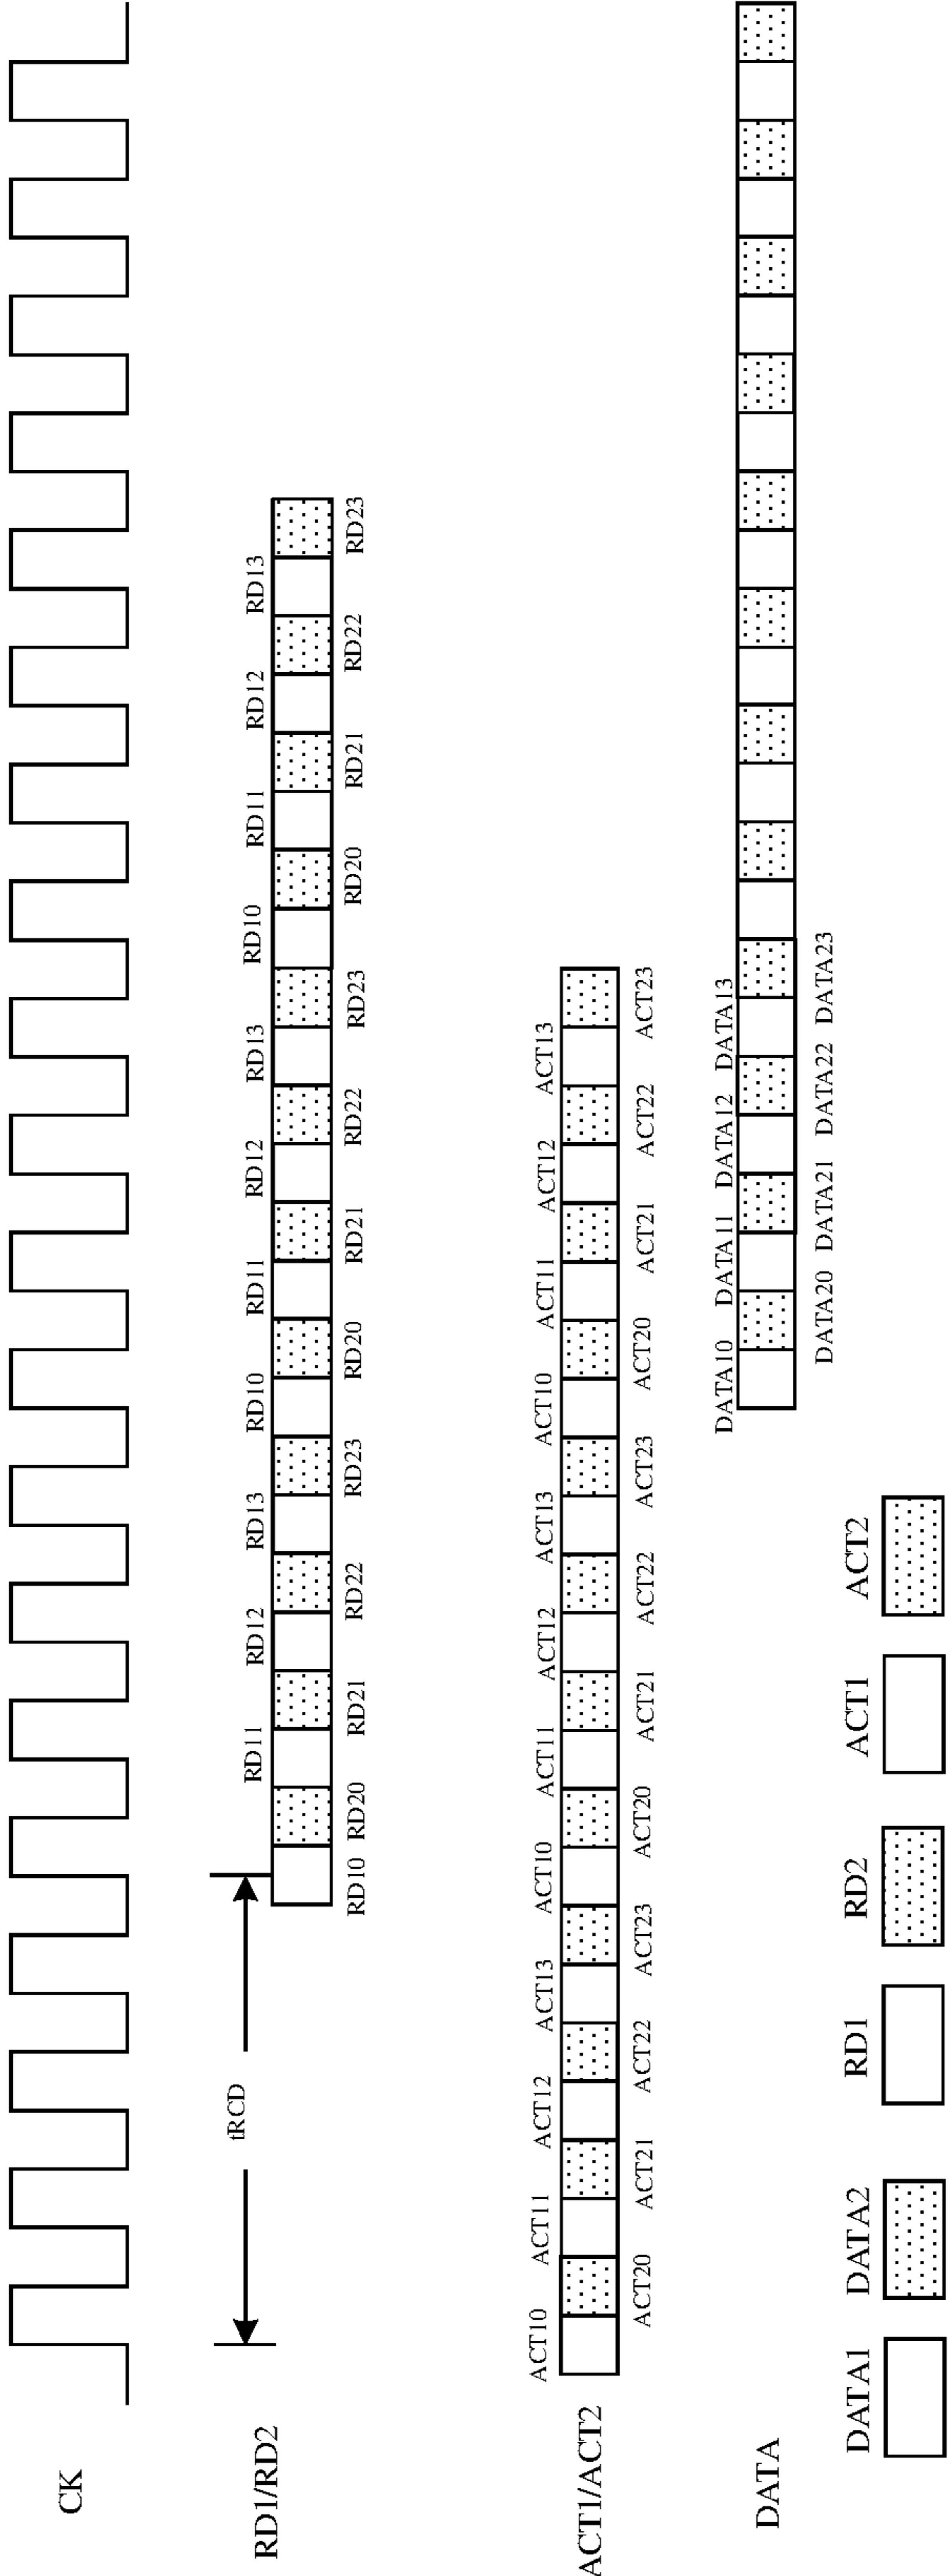 CK
tRCD
RD1/RD2
RD11 RD12 RD13 RD10 RD11 RD12 RD13 RD10 RD11 RD12 RD13
RD10 RD20 RD21 RD22 RD23 RD20 RD21 RD22 RD23 RD20 RD21 RD22 RD23
ACT1/ACT2
ACT10 ACT11 ACT12 ACT13 ACT10 ACT11 ACT12 ACT13 ACT10 ACT11 ACT12 ACT13
ACT20 ACT21 ACT22 ACT23 ACT20 ACT21 ACT22 ACT23 ACT20 ACT21 ACT22 ACT23
DATA
DATA10 DATA11 DATA12 DATA13
DATA20 DATA21 DATA22 DATA23
DATA1 DATA2 RD1 RD2 ACT1 ACT2